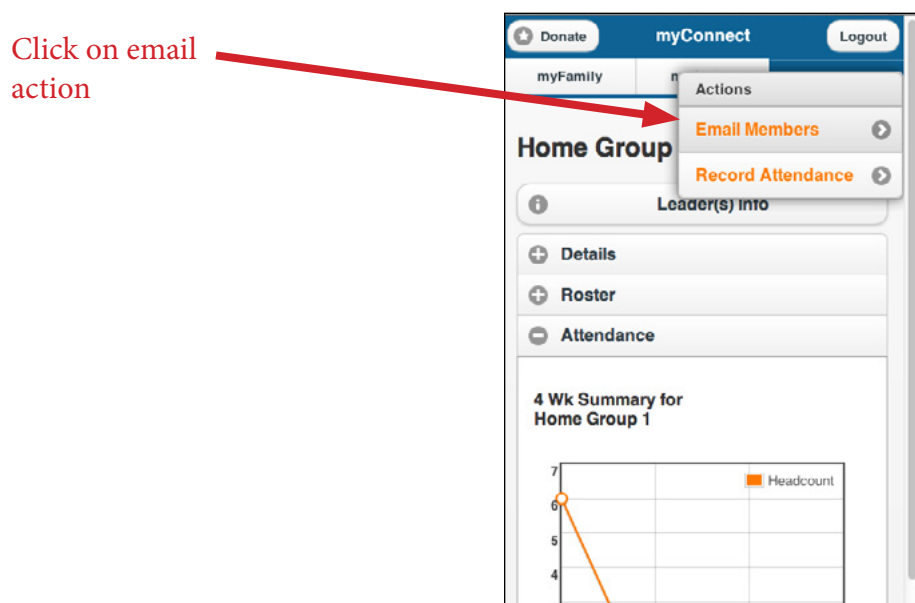 Click on email
action
Donate
myConnect
Logout
myFamily
Actions
Email Members
Record Attendance
Home Group
Leader(s) Info
Details
Roster
Attendance
4 Wk Summary for
Home Group 1
7
Headcount
6
5
4